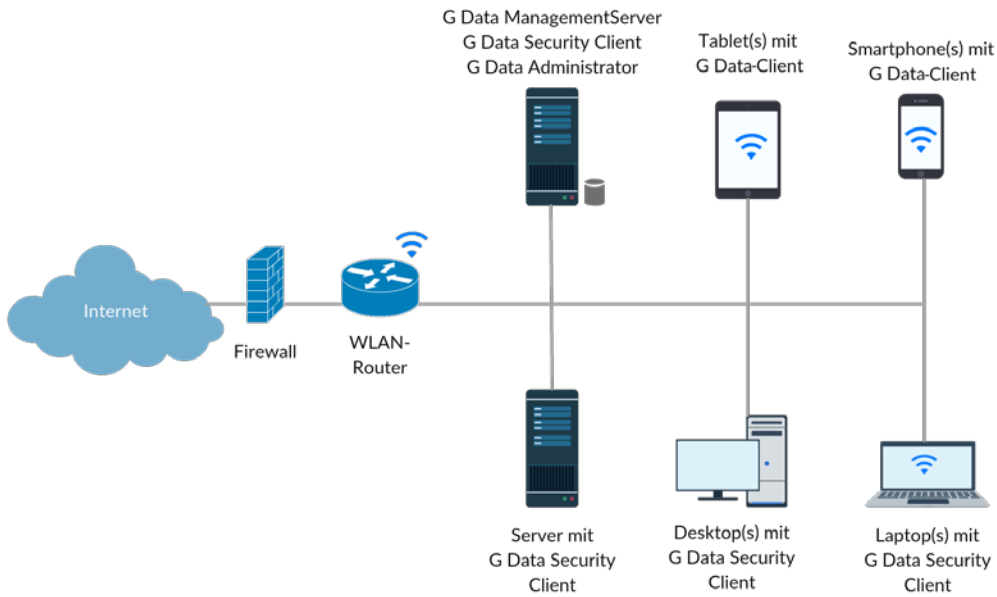 G Data ManagementServer
G Data Security Client
G Data Administrator
Tablet(s) mit
G Data-Client
Smartphone(s) mit
G Data-Client
Internet
Firewall
WLAN-
Router
Server mit
G Data Security
Client
Desktop(s) mit
G Data Security
Client
Laptop(s) mit
G Data Security
Client